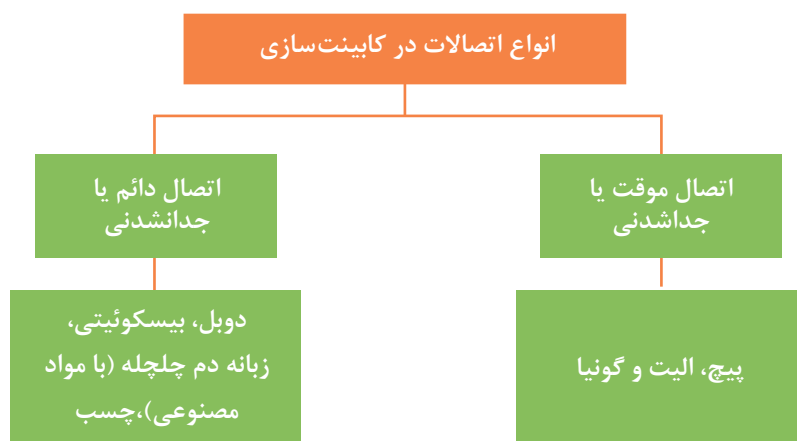 انواع اتصالات در کابینت‌سازی
اتصال موقت یا
جداشدنی
اتصال دائم یا
جدانشدنی
پیچ، الیت و گونیا
دوبل، بیسکوئیتی،
زبانه دم چلچله (با مواد
مصنوعی)،چسب